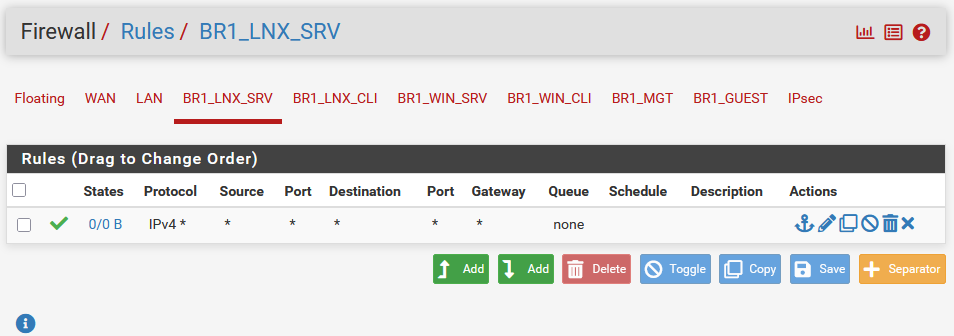 Firewall / Rules / BR1_LNX_SRV
Floating WAN LAN BR1_LNX_SRV BR1_LNX_CLI BR1_WIN_SRV BR1_WIN_CLI BR1_MGT BR1_GUEST IPsec
Rules (Drag to Change Order)
States Protocol Source Port Destination Port Gateway Queue Schedule Description Actions
0/0 B IPv4 * * * * * * none
Add Add Delete Toggle Copy Save Separator